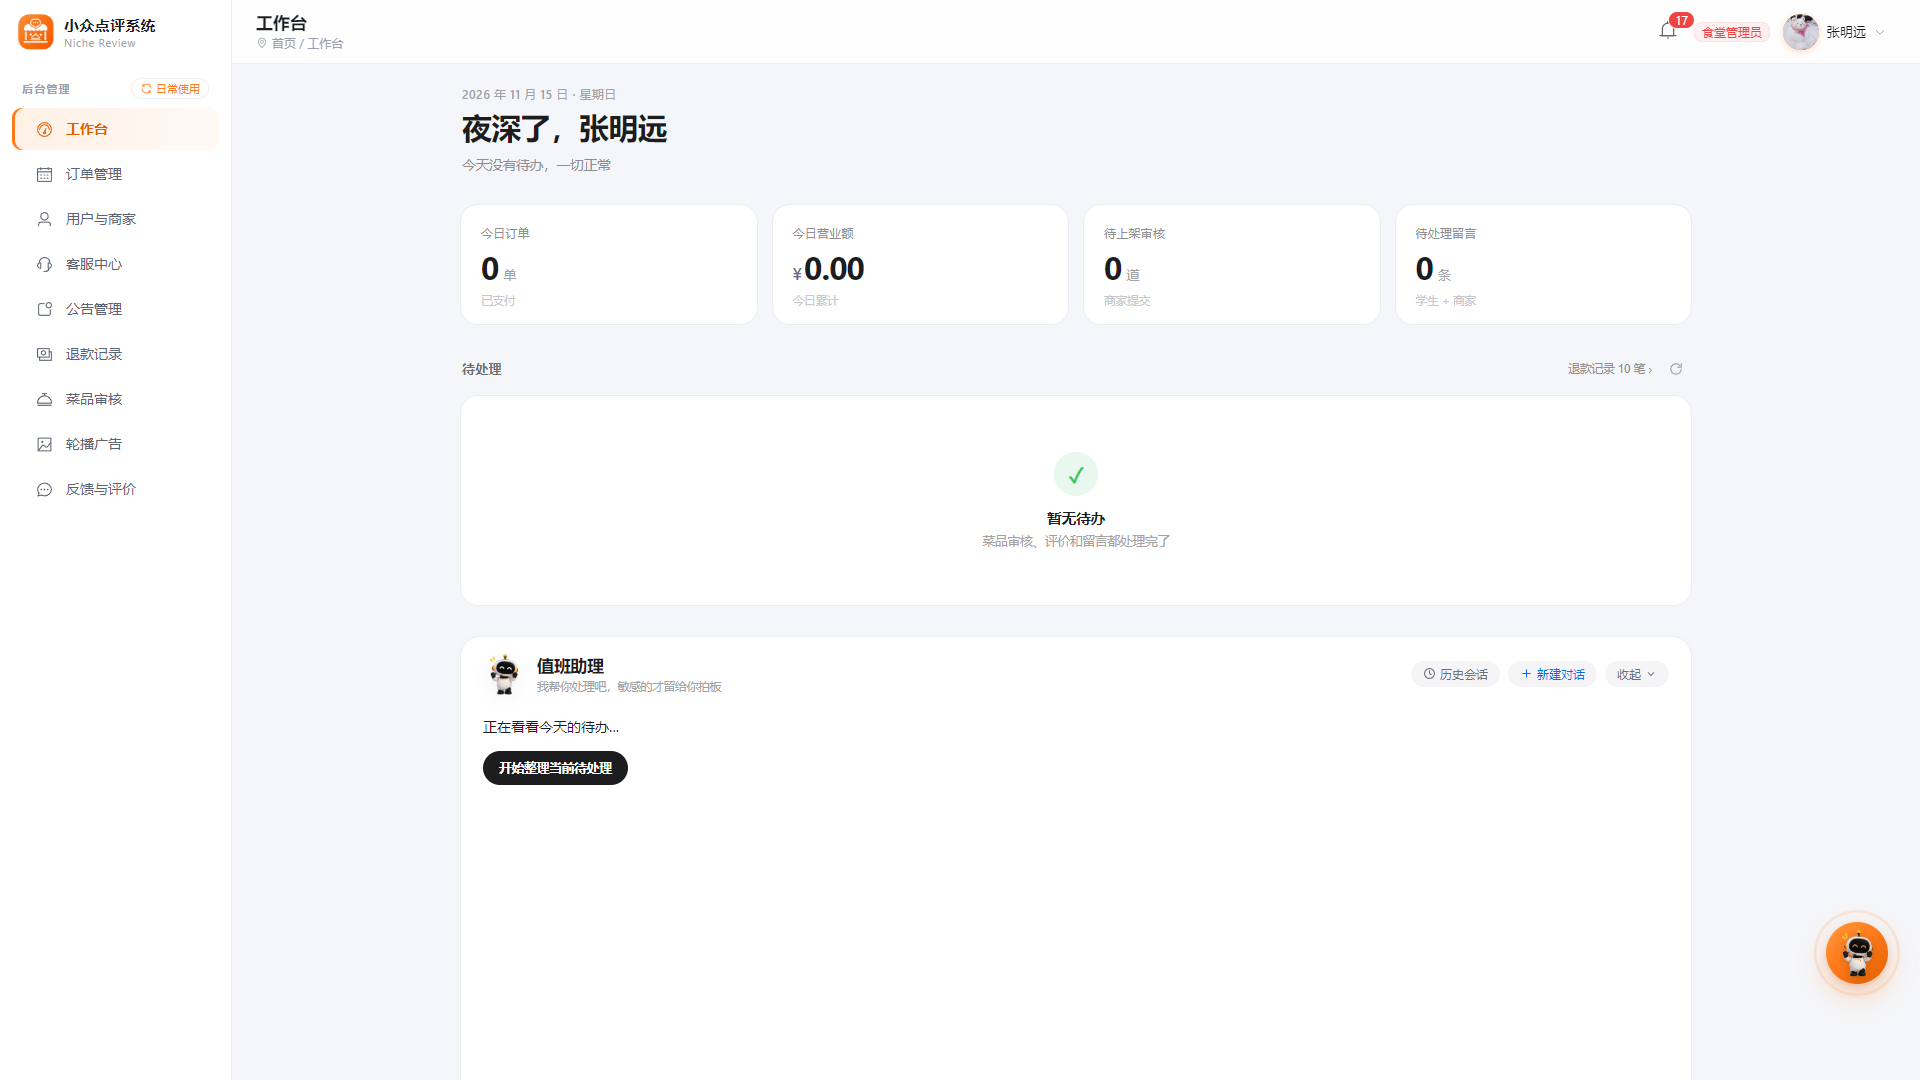 小众点评系统
Niche Review
后台管理
日常使用
工作台
订单管理
用户与商家
客服中心
公告管理
退款记录
菜品审核
轮播广告
反馈与评价
工作台
首页 / 工作台
17
食堂管理员
张明远
2026 年 11 月 15 日 · 星期日
夜深了，张明远
今天没有待办，一切正常
今日订单
0 单
已支付
今日营业额
¥0.00
今日累计
待上架审核
0 道
商家提交
待处理留言
0 条
学生 + 商家
待处理
退款记录 10 笔 ›
暂无待办
菜品审核、评价和留言都处理完了
值班助理
我帮你处理吧，敏感的才留给你拍板
历史会话
+ 新建对话
收起
正在看看今天的待办...
开始整理当前待处理